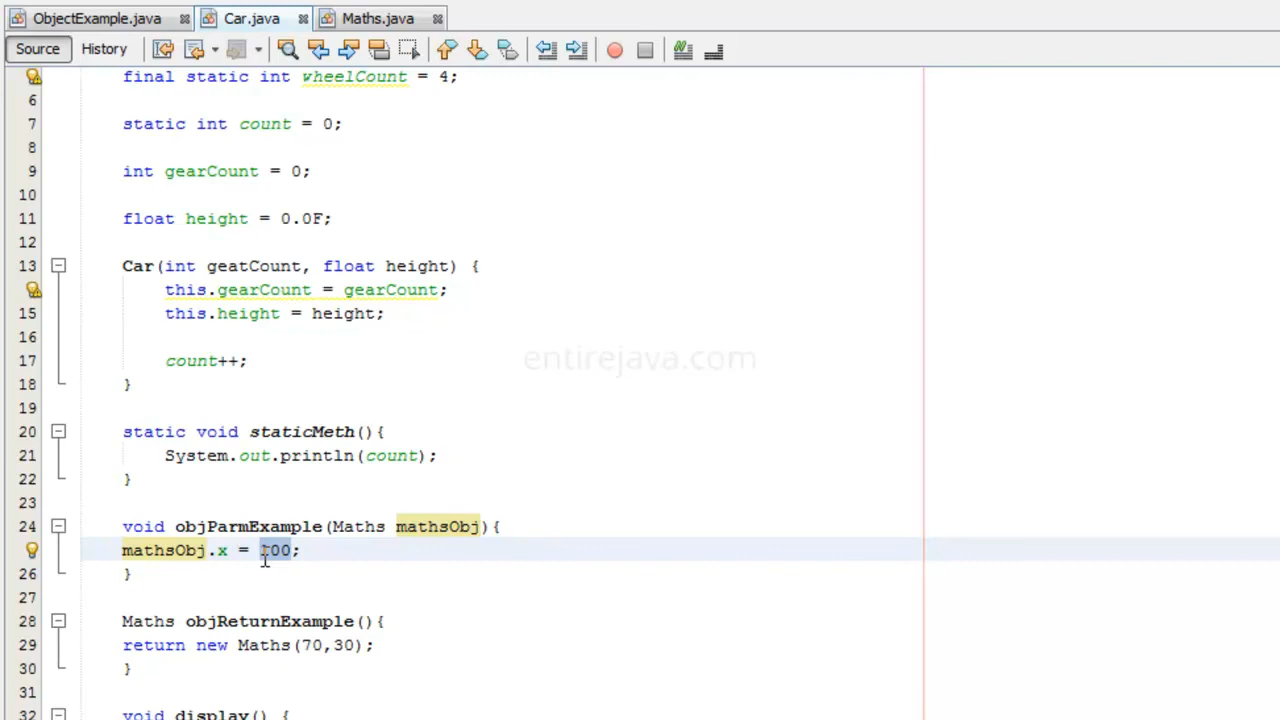 ObjectExample.java Car.java Maths.java
Source History
final static int wheelCount = 4;
6
7 static int count = 0;
8
9 int gearCount = 0;
10
11 float height = 0.0F;
12
13 Car(int geatCount, float height) {
this.gearCount = gearCount;
15 this.height = height;
16
17 count++;
18 }
19
20 static void staticMeth(){
21 System.out.println(count);
22 }
23
24 void objParmExample(Maths mathsObj){
mathsObj.x = 100;
26 }
27
28 Maths objReturnExample(){
29 return new Maths(70,30);
30 }
31
32 void display() {
entirejava.com